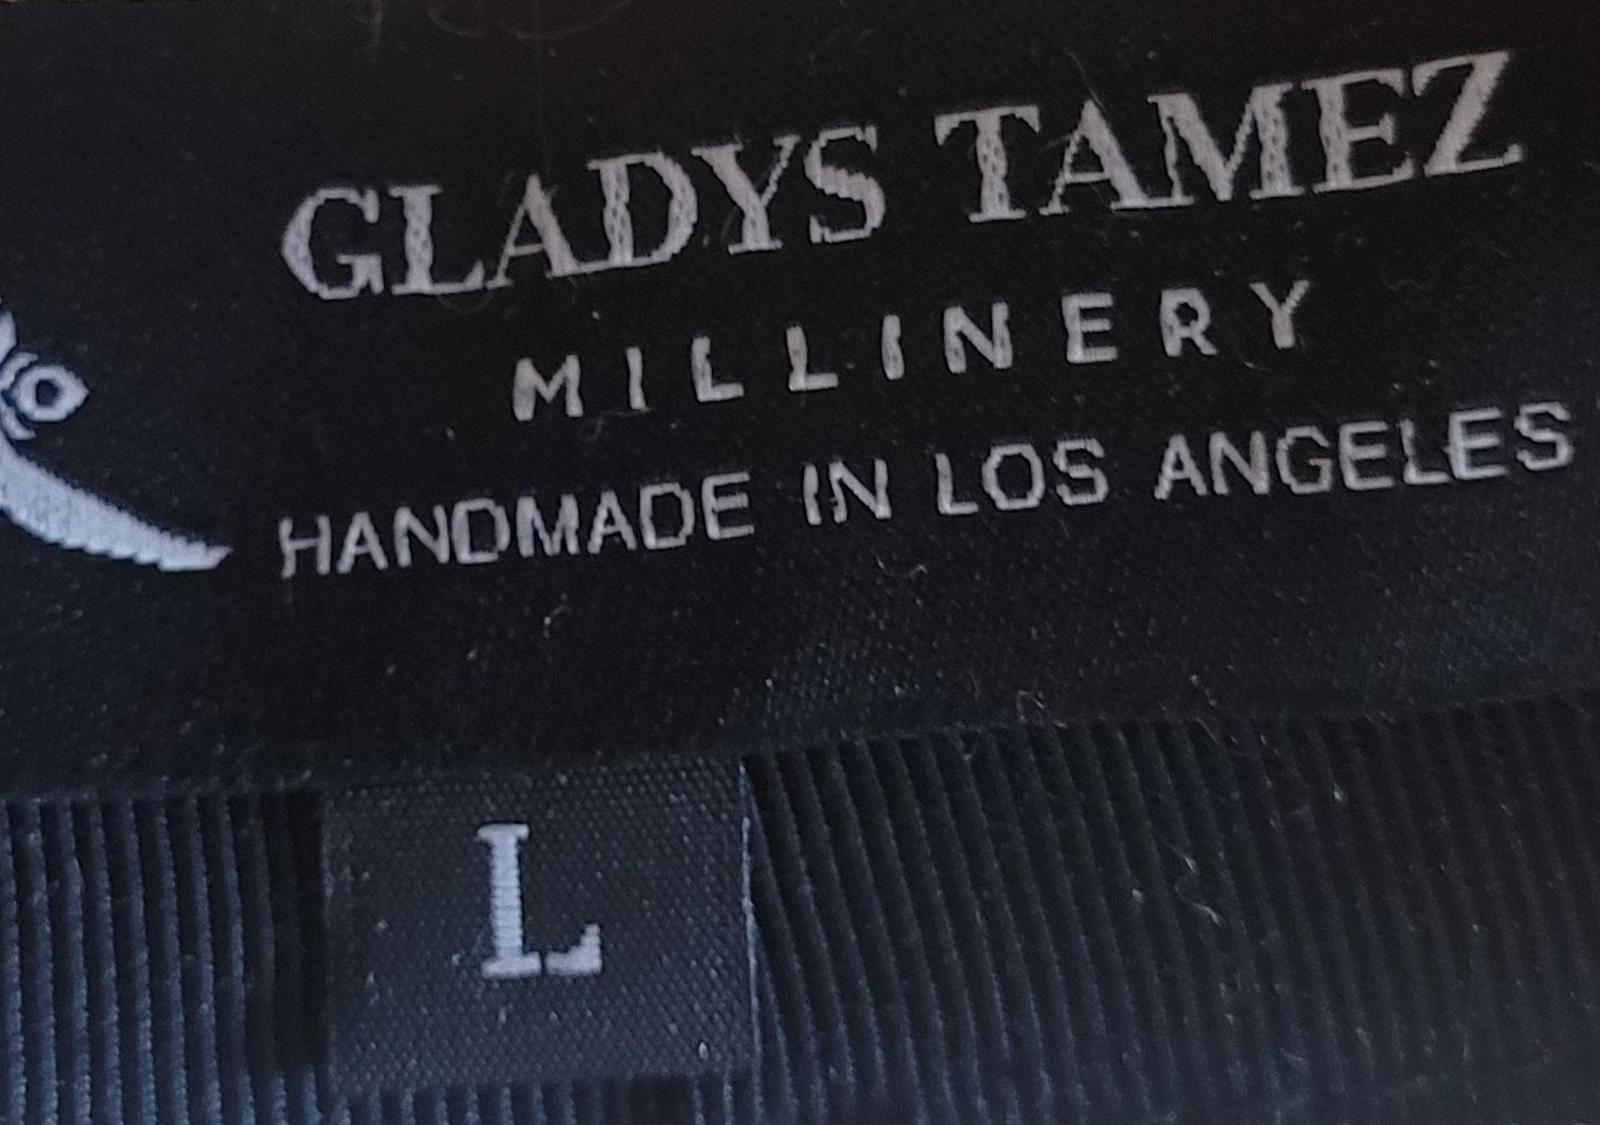 GLADYS TAMEZ
MILLINERY
HANDMADE IN LOS ANGELES
L